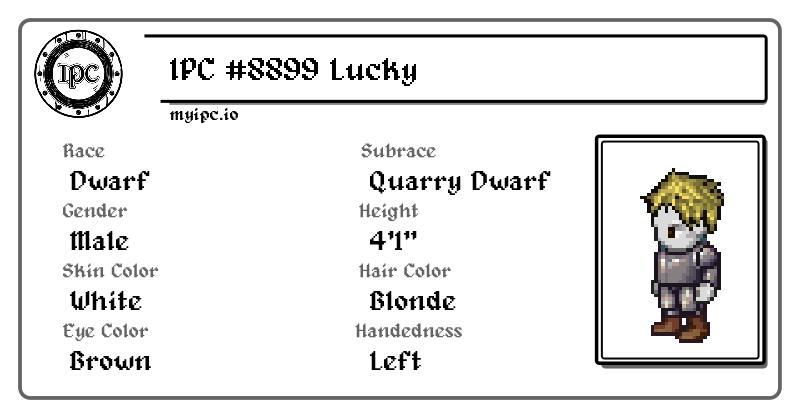 IPC
IPC #8899 Lucky
myipc.io
Race
Dwarf
Subrace
Quarry Dwarf
Gender
Male
Height
4'1"
Skin Color
White
Hair Color
Blonde
Eye Color
Brown
Handedness
Left